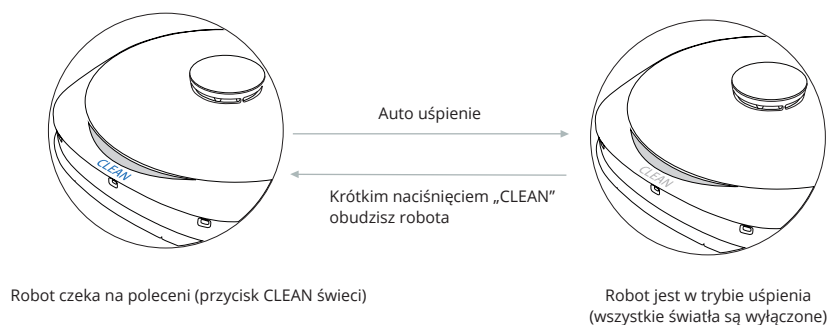 Auto uśpienie
CLEAN
CLEAN
Krótkim naciśnięciem „CLEAN”
obudzisz robota
Robot czeka na poleceni (przycisk CLEAN świeci)
Robot jest w trybie uśpienia
(wszystkie światła są wyłączone)